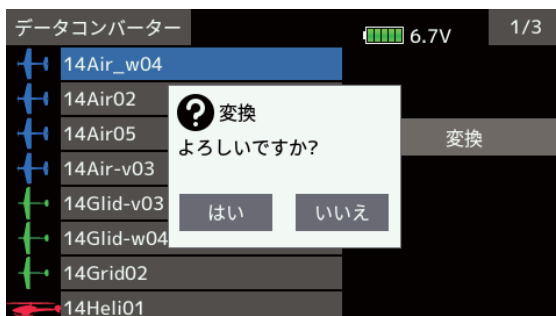 データコンバーター 6.7V 1/3
14Air_w04
14Air02
14Air05
14Air-v03
14Glid-v03
14Glid-w04
14Grid02
14Heli01
変換
よろしいですか?
はい いいえ
変換